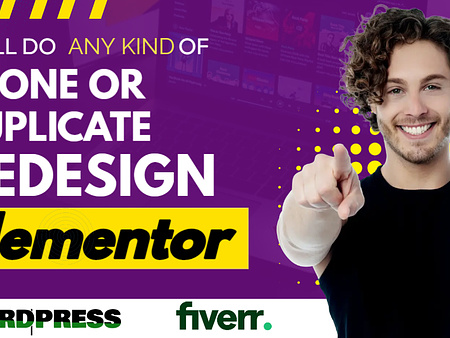 LL DO ANY KIND OF
ONE OR
UPLICATE
EDESIGN
lementor
RDPRESS fiverr.